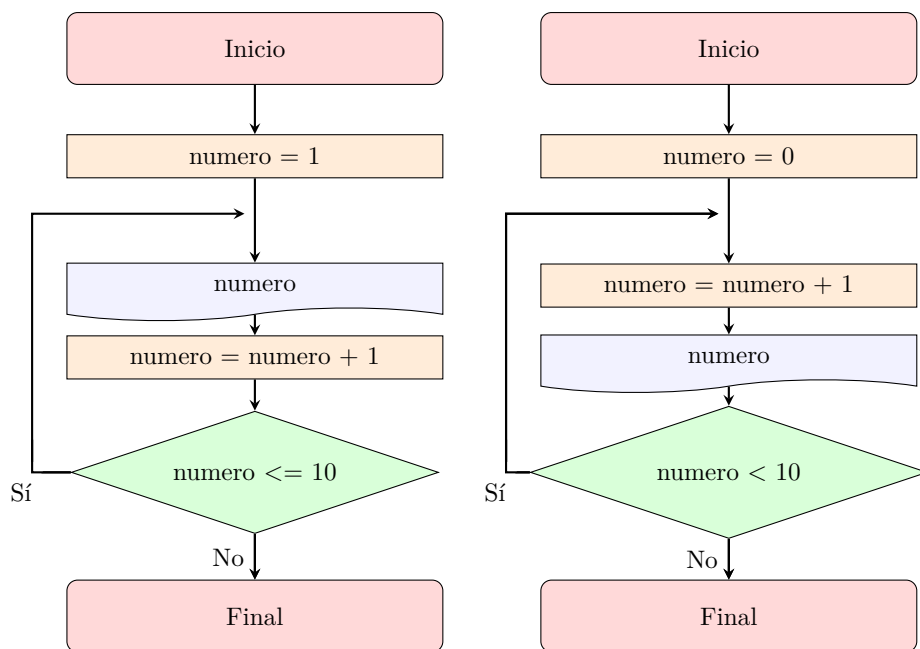 Inicio
numero = 1
numero
numero = numero + 1
numero <= 10
Sí
No
Final
Inicio
numero = 0
numero = numero + 1
numero
numero < 10
Sí
No
Final